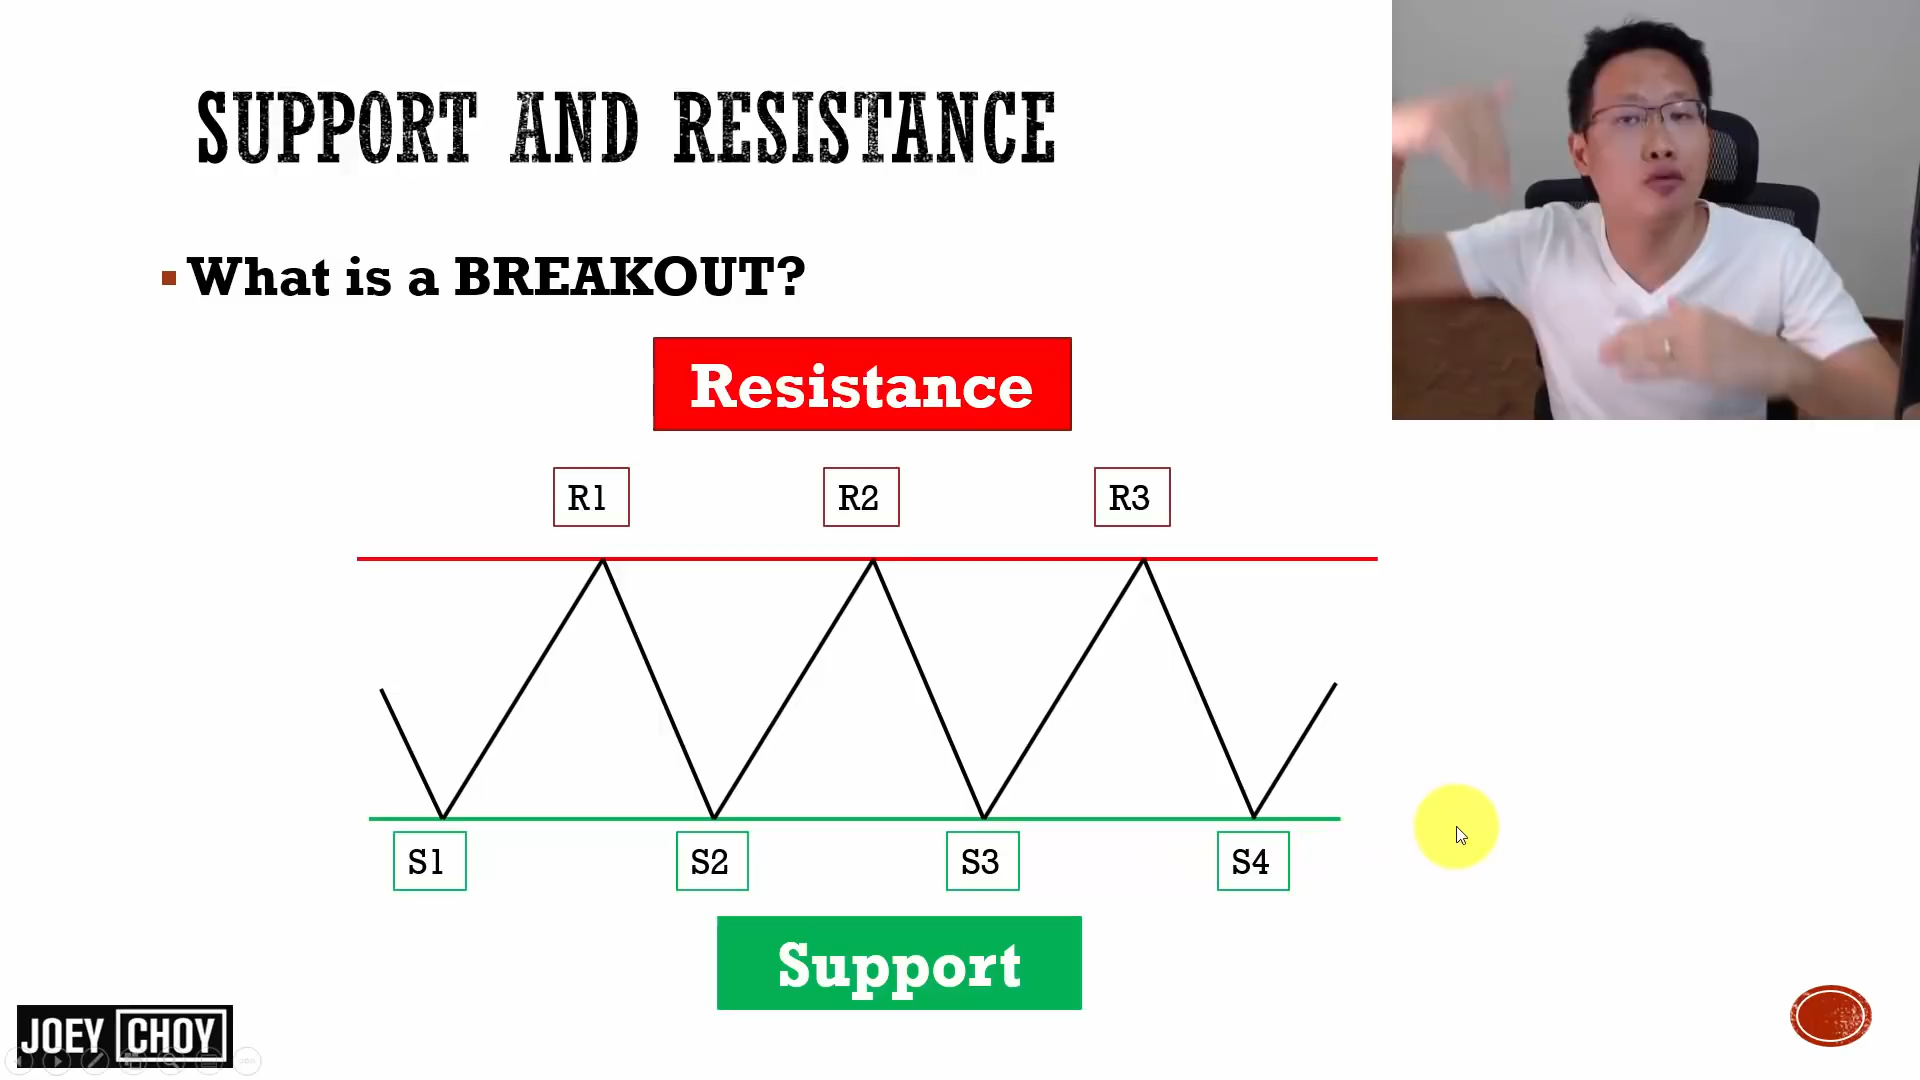 SUPPORT AND RESISTANCE
What is a BREAKOUT?
Resistance
R1 R2 R3
S1 S2 S3 S4
Support
JOEY CHOY